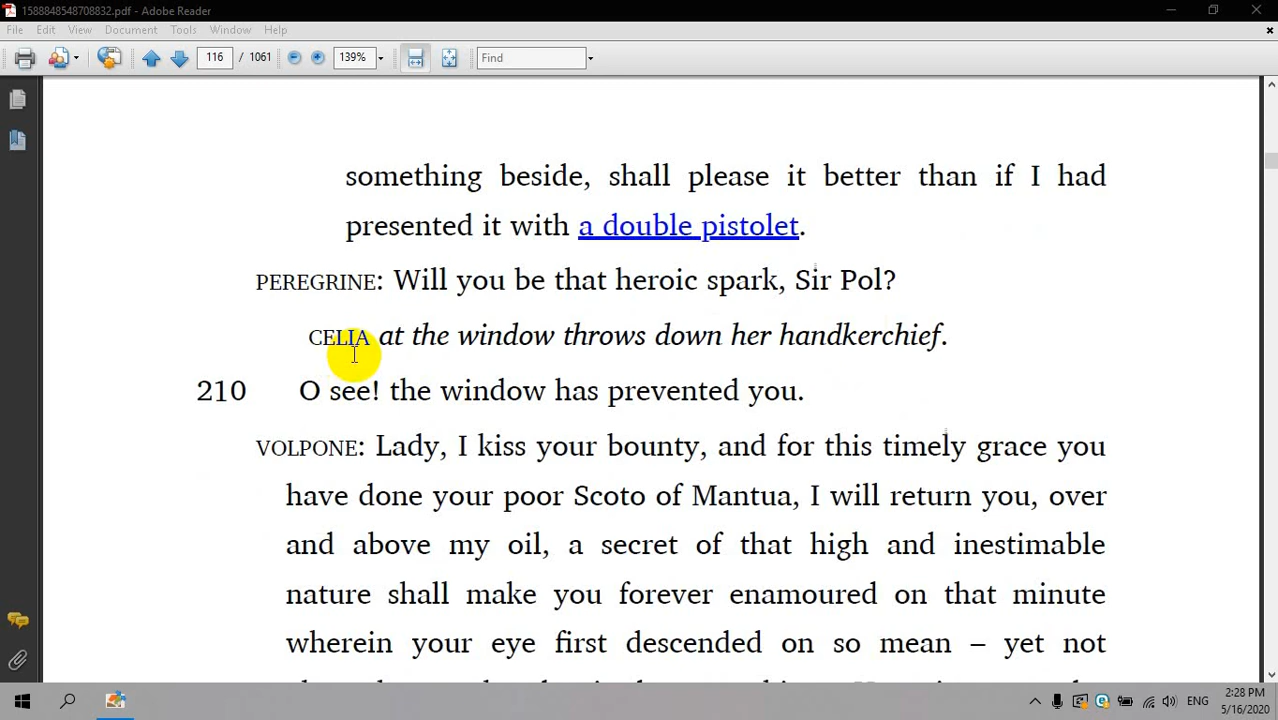 1588848548708832.pdf - Adobe Reader
File Edit View Document Tools Window Help
116 / 1061 139% Find
something beside, shall please it better than if I had
presented it with a double pistolet.
PEREGRINE: Will you be that heroic spark, Sir Pol?
CELIA at the window throws down her handkerchief.
210 O see! the window has prevented you.
VOLPONE: Lady, I kiss your bounty, and for this timely grace you
have done your poor Scoto of Mantua, I will return you, over
and above my oil, a secret of that high and inestimable
nature shall make you forever enamoured on that minute
wherein your eye first descended on so mean – yet not
ENG
2:28 PM
5/16/2020